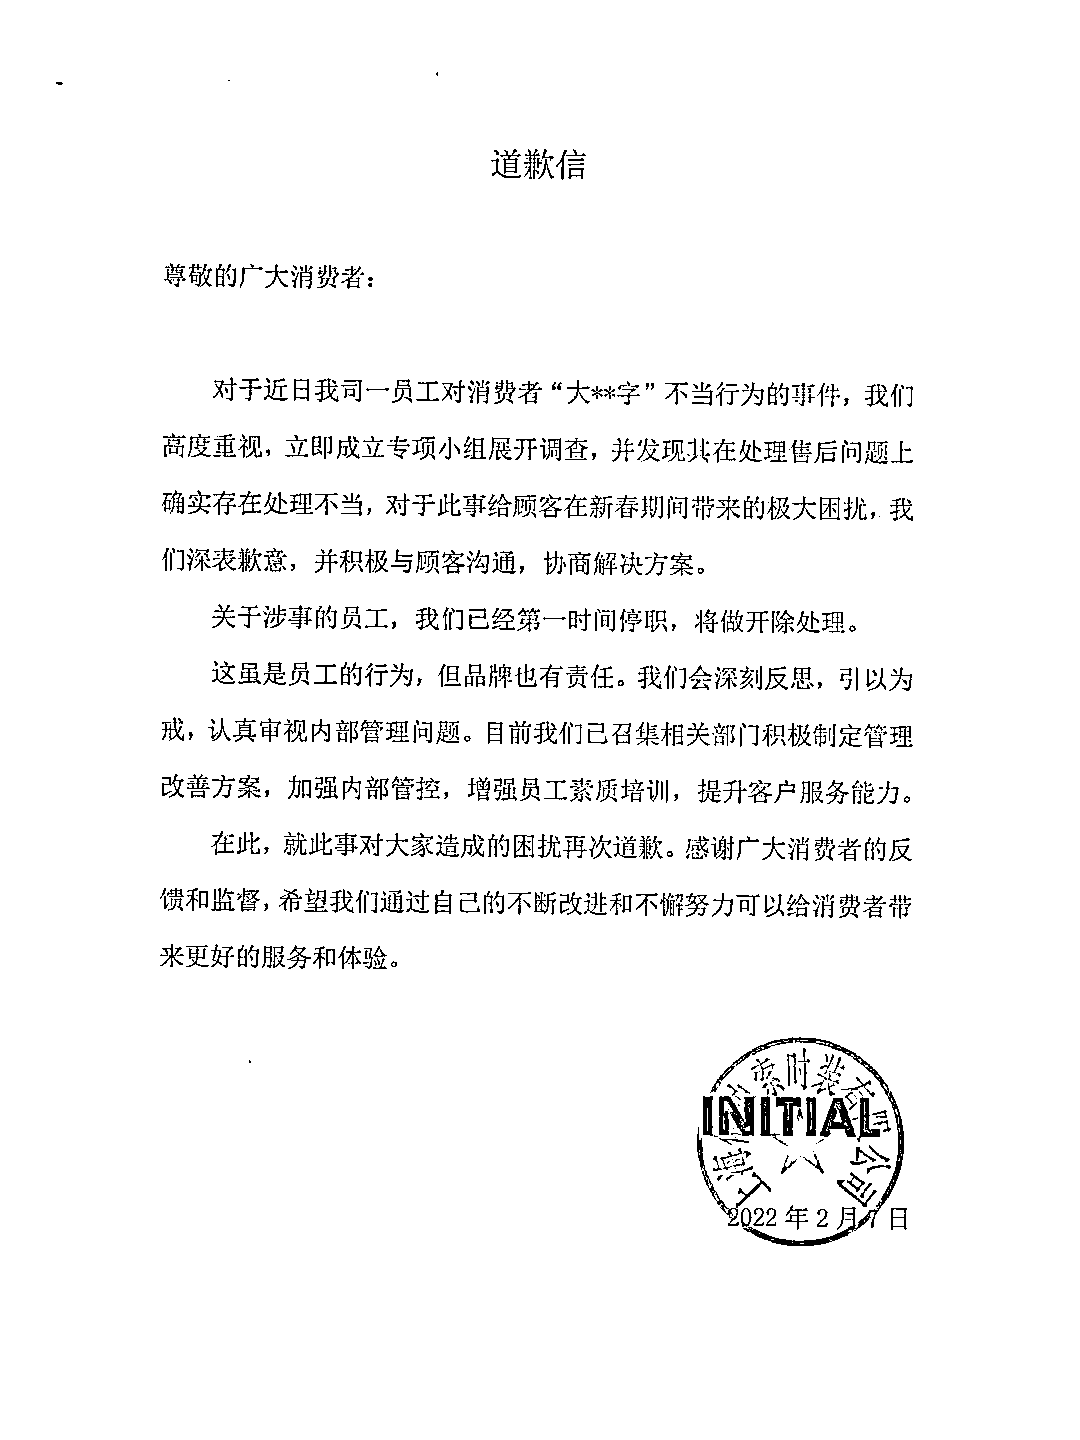 道歉信
尊敬的广大消费者：
对于近日我司一员工对消费者“大**字”不当行为的事件，我们
高度重视，立即成立专项小组展开调查，并发现其在处理售后问题上
确实存在处理不当，对于此事给顾客在新春期间带来的极大困扰，我
们深表歉意，并积极与顾客沟通，协商解决方案。
关于涉事的员工，我们已经第一时间停职，将做开除处理。
这虽是员工的行为，但品牌也有责任。我们会深刻反思，引以为
戒，认真审视内部管理问题。目前我们已召集相关部门积极制定管理
改善方案，加强内部管控，增强员工素质培训，提升客户服务能力。
在此，就此事对大家造成的困扰再次道歉。感谢广大消费者的反
馈和监督，希望我们通过自己的不断改进和不懈努力可以给消费者带
来更好的服务和体验。
上海 时装有限公司
INITIAL
2022 年 2 月 7 日